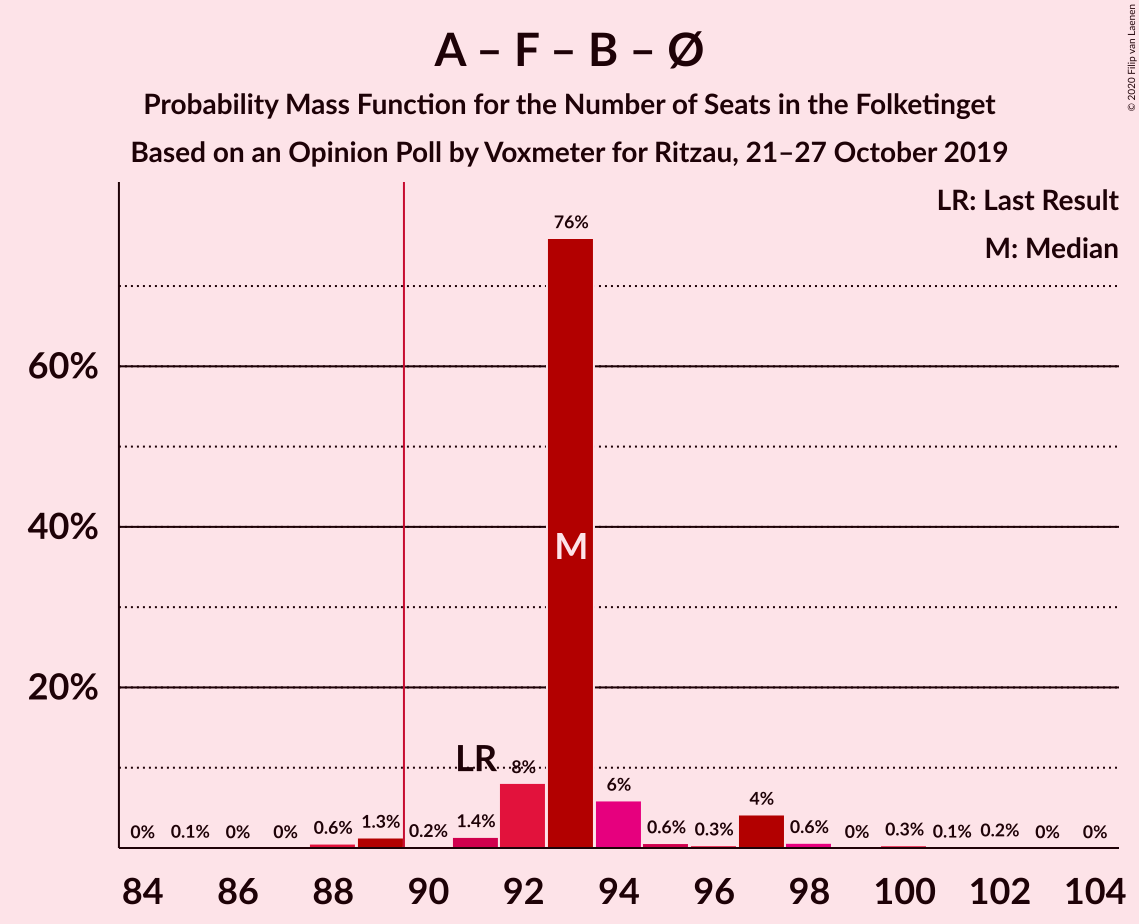 A – F – B – Ø
Probability Mass Function for the Number of Seats in the Folketinget
Based on an Opinion Poll by Voxmeter for Ritzau, 21–27 October 2019
© 2020 Filip van Laenen
LR: Last Result
M: Median
60%
40%
20%
0% 0.1% 0% 0% 0.6% 1.3% 0.2% 1.4% 8% 76% 6% 0.6% 0.3% 4% 0.6% 0% 0.3% 0.1% 0.2% 0% 0%
LR
M
84 86 88 90 92 94 96 98 100 102 104